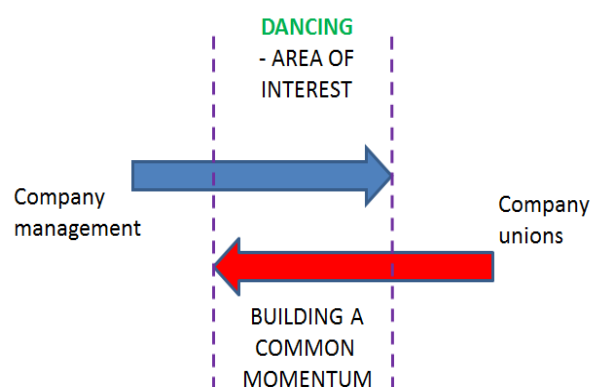 DANCING
- AREA OF
INTEREST
Company
management
Company
unions
BUILDING A
COMMON
MOMENTUM